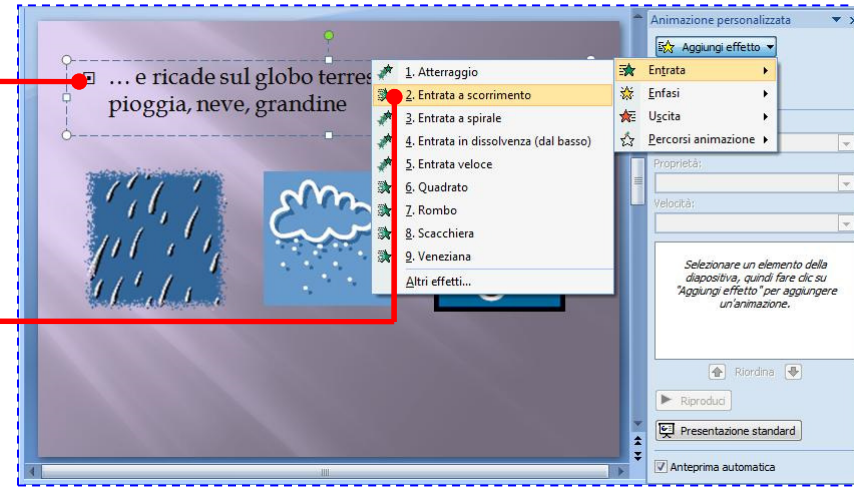 … e ricade sul globo terres
pioggia, neve, grandine
1. Atterraggio
2. Entrata a scorrimento
3. Entrata a spirale
4. Entrata in dissolvenza (dal basso)
5. Entrata veloce
6. Quadrato
7. Rombo
8. Scacchiera
9. Veneziana
Altri effetti...
Animazione personalizzata
Aggiungi effetto
Entrata
Enfasi
Uscita
Percorsi animazione
Proprietà:
Velocità:
Selezionare un elemento della
diapositiva, quindi fare clic su
"Aggiungi effetto" per aggiungere
un'animazione.
Riordina
Riproduci
Presentazione standard
Anteprima automatica